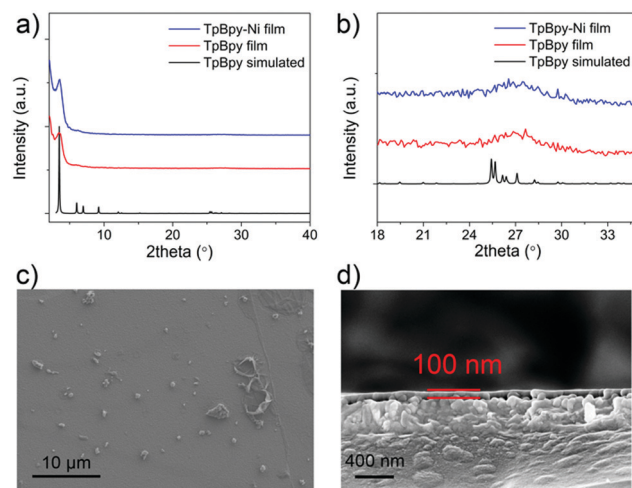 a)
TpBpy-Ni film
TpBpy film
TpBpy simulated
Intensity (a.u.)
10 20 30 40
2theta (°)
b)
TpBpy-Ni film
TpBpy film
TpBpy simulated
Intensity (a.u.)
18 21 24 27 30 33
2theta (°)
c)
10 µm
d)
100 nm
400 nm